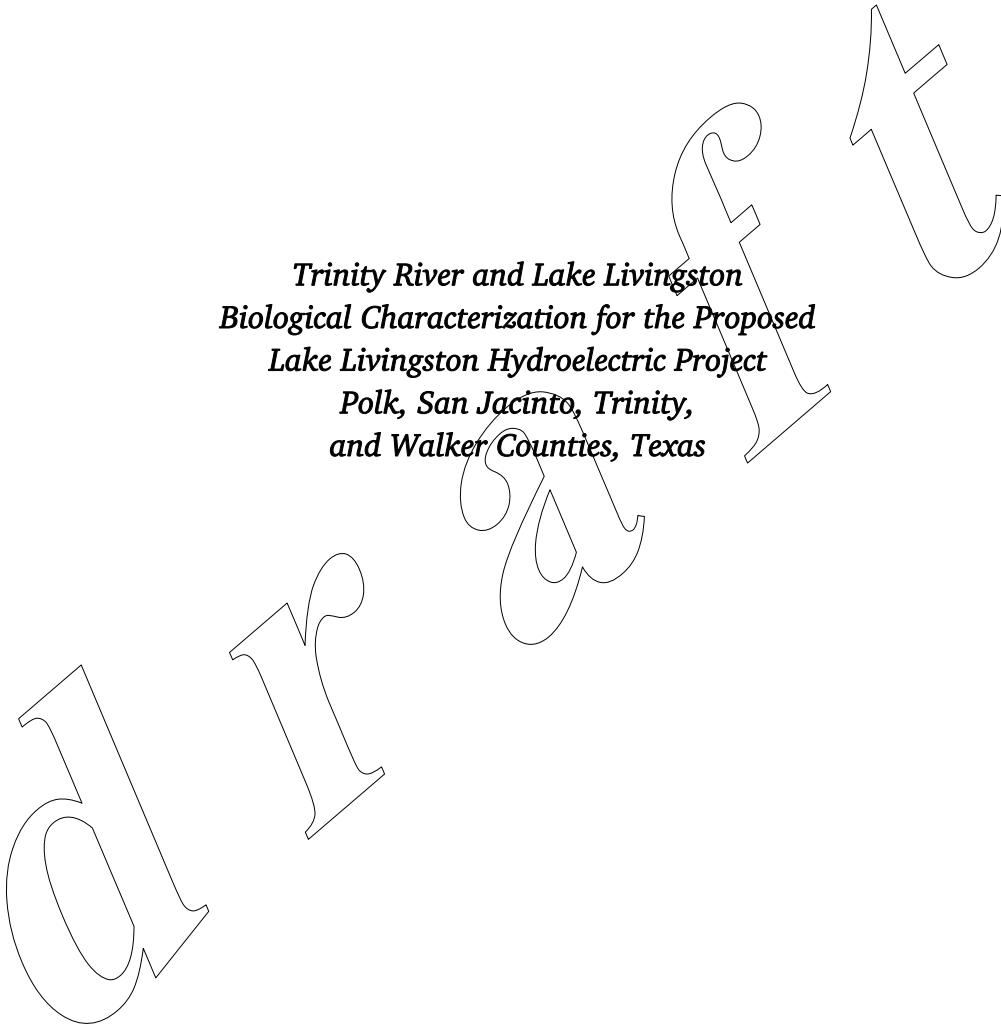 Trinity River and Lake Livingston
Biological Characterization for the Proposed
Lake Livingston Hydroelectric Project
Polk, San Jacinto, Trinity,
and Walker Counties, Texas
draft